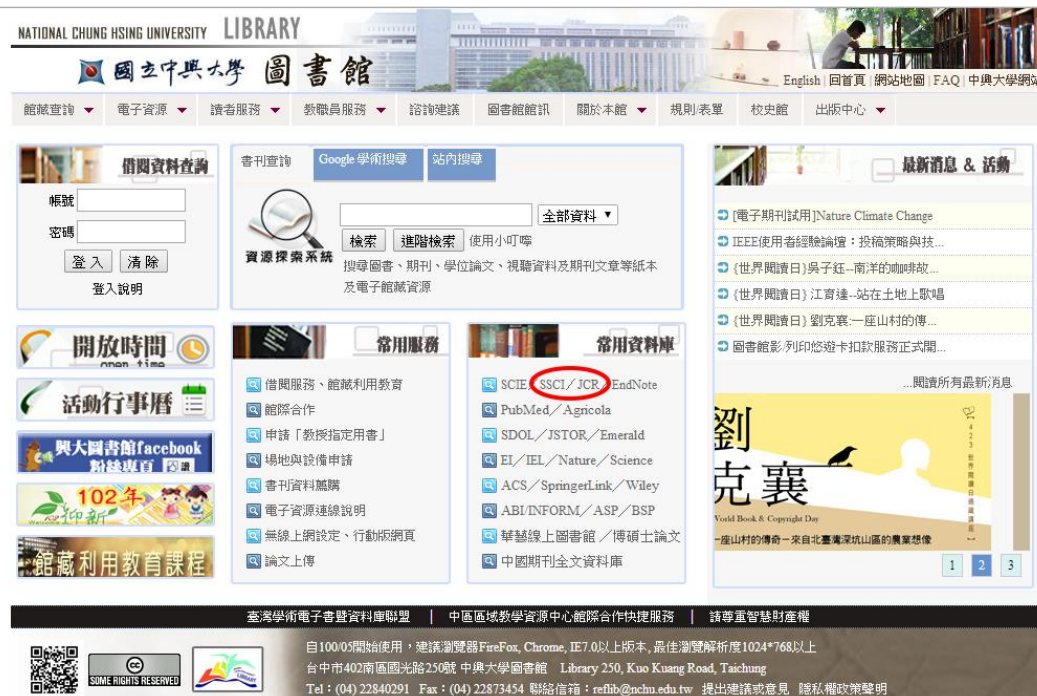 NATIONAL CHUNG HSING UNIVERSITY LIBRARY
國立中興大學 圖書館
English | 回首頁 | 網站地圖 | FAQ | 中興大學網站
館藏查詢 電子資源 讀者服務 教職員服務 諮詢建議 圖書館館訊 關於本館 規則/表單 校史館 出版中心
借閱資料查詢
帳號
密碼
登入 清除
登入說明
書刊查詢 Google 學術搜尋 站內搜尋
全部資料
檢索 進階檢索 使用小叮嚀
資源探索系統
搜尋圖書、期刊、學位論文、視聽資料及期刊文章等紙本
及電子館藏資源
最新消息 & 活動
[電子期刊試用]Nature Climate Change
IEEE使用者經驗論壇：投稿策略與技...
{世界閱讀日}吳子鈺--南洋的咖啡故...
{世界閱讀日} 江育達--站在土地上歌唱
{世界閱讀日} 劉克襄:一座山村的傳...
圖書館影/列印悠遊卡扣款服務正式開...
...閱讀所有最新消息
開放時間
open time
活動行事曆
興大圖書館facebook
粉絲專頁
102年
迎新
館藏利用教育課程
常用服務
借閱服務、館藏利用教育
館際合作
申請「教授指定用書」
場地與設備申請
書刊資料薦購
電子資源連線說明
無線上網設定、行動版網頁
論文上傳
常用資料庫
SCIE／SSCI／JCR／EndNote
PubMed／Agricola
SDOL／JSTOR／Emerald
EI／IEL／Nature／Science
ACS／SpringerLink／Wiley
ABI/INFORM／ASP／BSP
華藝線上圖書館／博碩士論文
中國期刊全文資料庫
劉
克襄
423世界閱讀日
World Book & Copyright Day
一座山村的傳奇－來自北臺灣深坑山區的農業想像
1 2 3
臺灣學術電子書暨資料庫聯盟 | 中區區域教學資源中心館際合作快捷服務 | 請尊重智慧財產權
cc
SOME RIGHTS RESERVED
自100/05開始使用，建議瀏覽器FireFox, Chrome, IE7.0以上版本, 最佳瀏覽解析度1024*768以上
台中市402南區國光路250號 中興大學圖書館 Library 250, Kuo Kuang Road, Taichung
Tel：(04) 22840291 Fax：(04) 22873454 聯絡信箱：reflib@nchu.edu.tw 提出建議或意見 隱私權政策聲明